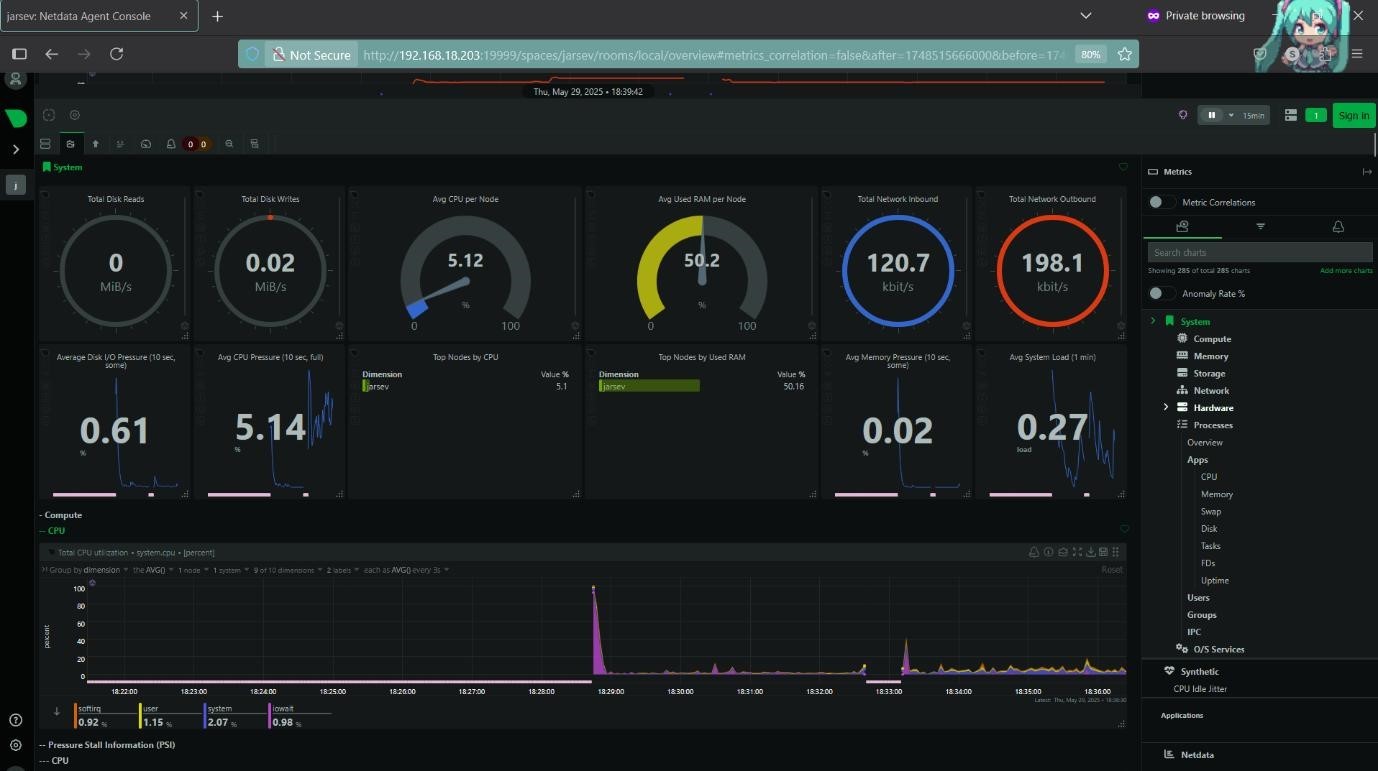 jarsev: Netdata Agent Console
Private browsing
Not Secure
http://192.168.18.203:19999/spaces/jarsev/rooms/local/overview#metrics_correlation=false&after=1748515666000&before=174
80%
Thu, May 29, 2025 • 18:39:42
15min
1
Sign in
j
0 0
System
Total Disk Reads
0
MiB/s
Total Disk Writes
0.02
MiB/s
Avg CPU per Node
5.12
%
0 100
Avg Used RAM per Node
50.2
%
0 100
Total Network Inbound
120.7
kbit/s
Total Network Outbound
198.1
kbit/s
Average Disk I/O Pressure (10 sec,
some)
0.61
%
Avg CPU Pressure (10 sec, full)
5.14
%
Top Nodes by CPU
Dimension Value %
jarsev 5.1
Top Nodes by Used RAM
Dimension Value %
jarsev 50.16
Avg Memory Pressure (10 sec,
some)
0.02
%
Avg System Load (1 min)
0.27
load
- Compute
-- CPU
Total CPU utilization • system.cpu • [percent]
Group by dimension the AVG() 1 node 1 system 9 of 10 dimensions 2 labels each as AVG() every 3s
Reset
percent
100
80
60
40
20
0
18:22:00 18:23:00 18:24:00 18:25:00 18:26:00 18:27:00 18:28:00 18:29:00 18:30:00 18:31:00 18:32:00 18:33:00 18:34:00 18:35:00 18:36:00
softirq
0.92 %
user
1.15 %
system
2.07 %
iowait
0.98 %
-- Pressure Stall Information (PSI)
--- CPU
Metrics
Metric Correlations
Search charts
Showing 285 of total 285 charts
Add more charts
Anomaly Rate %
System
Compute
Memory
Storage
Network
Hardware
Processes
Overview
Apps
CPU
Memory
Swap
Disk
Tasks
FDs
Uptime
Users
Groups
IPC
O/S Services
Synthetic
CPU Idle Jitter
Applications
Netdata